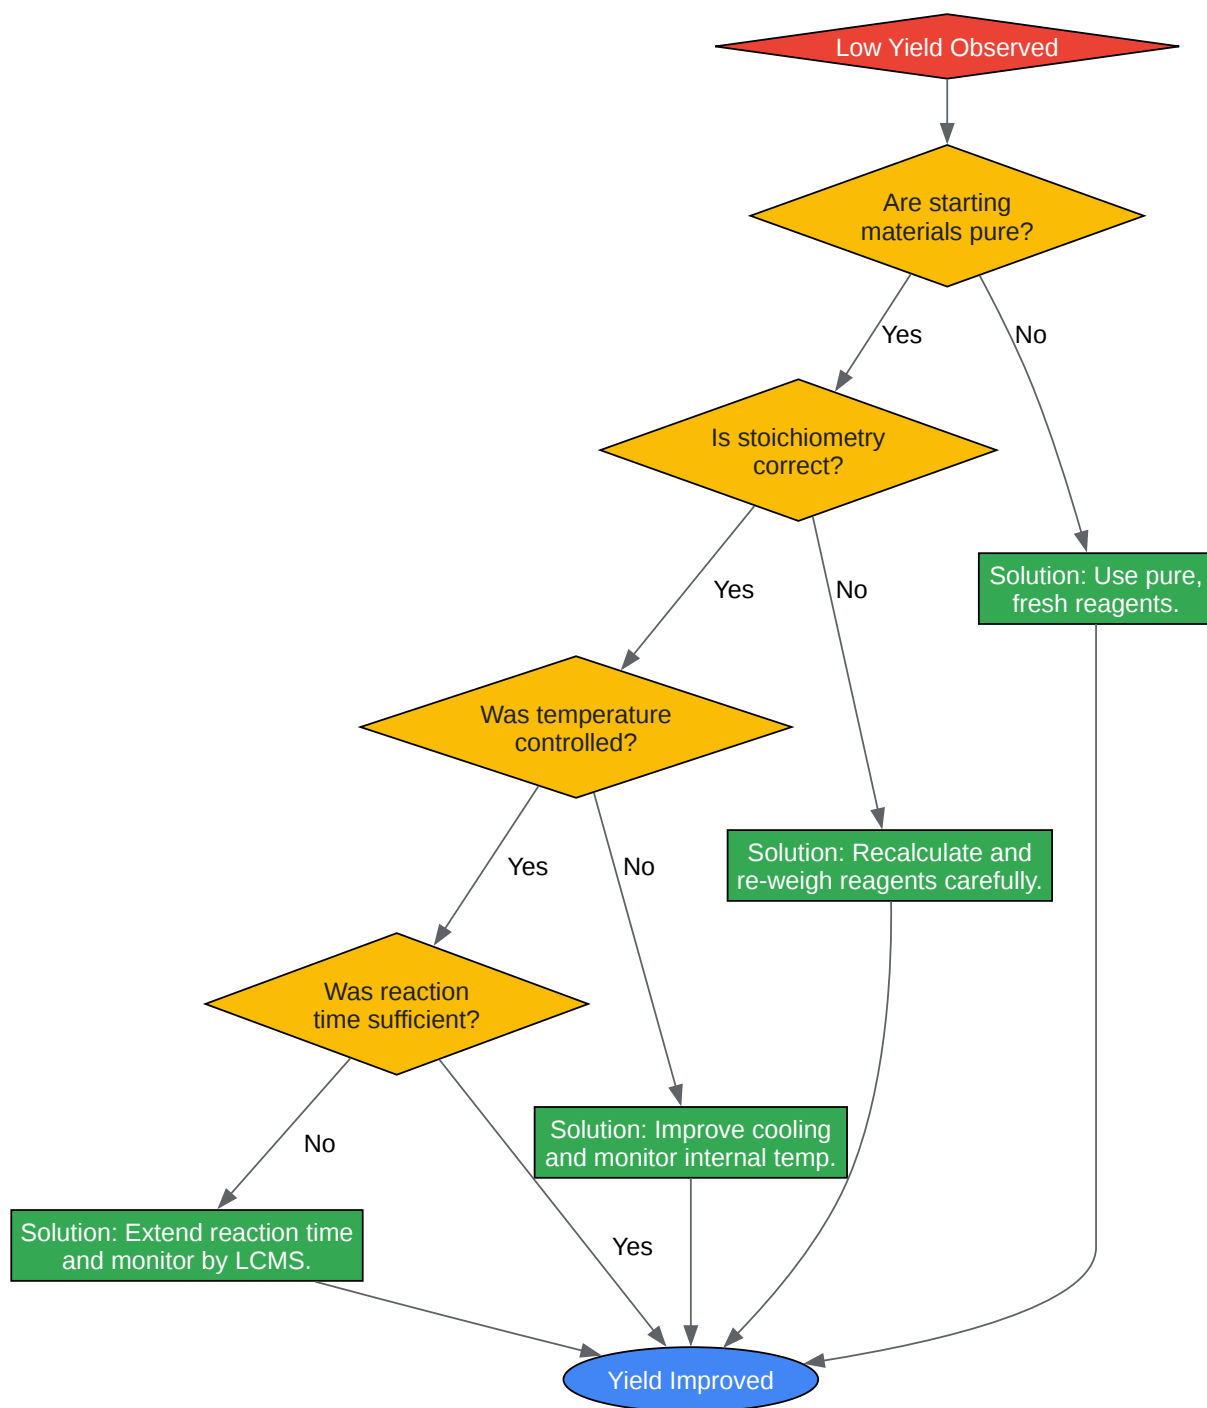 Low Yield Observed
Are starting
materials pure?
Yes
No
Is stoichiometry
correct?
Yes
No
Solution: Use pure,
fresh reagents.
Was temperature
controlled?
Yes
No
Solution: Recalculate and
re-weigh reagents carefully.
Was reaction
time sufficient?
No
Yes
Solution: Improve cooling
and monitor internal temp.
Solution: Extend reaction time
and monitor by LCMS.
Yield Improved